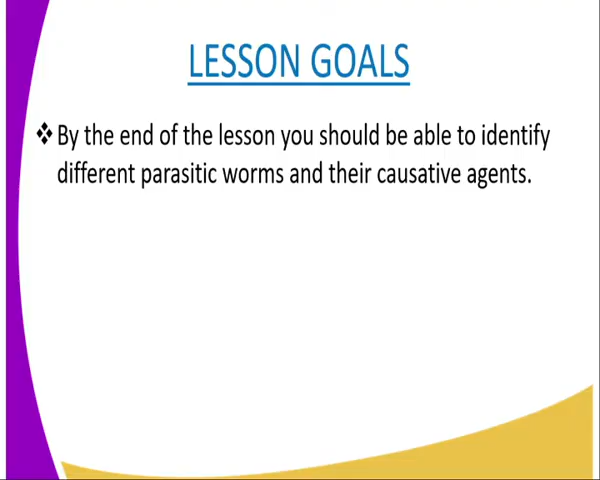 LESSON GOALS
❖By the end of the lesson you should be able to identify
different parasitic worms and their causative agents.